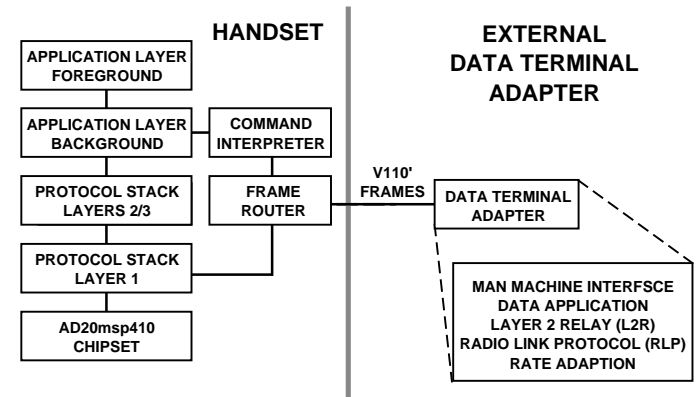 HANDSET
APPLICATION LAYER
FOREGROUND
APPLICATION LAYER
BACKGROUND
COMMAND
INTERPRETER
PROTOCOL STACK
LAYERS 2/3
FRAME
ROUTER
PROTOCOL STACK
LAYER 1
AD20msp410
CHIPSET
EXTERNAL
DATA TERMINAL
ADAPTER
V110'
FRAMES
DATA TERMINAL
ADAPTER
MAN MACHINE INTERFSCE
DATA APPLICATION
LAYER 2 RELAY (L2R)
RADIO LINK PROTOCOL (RLP)
RATE ADAPTION